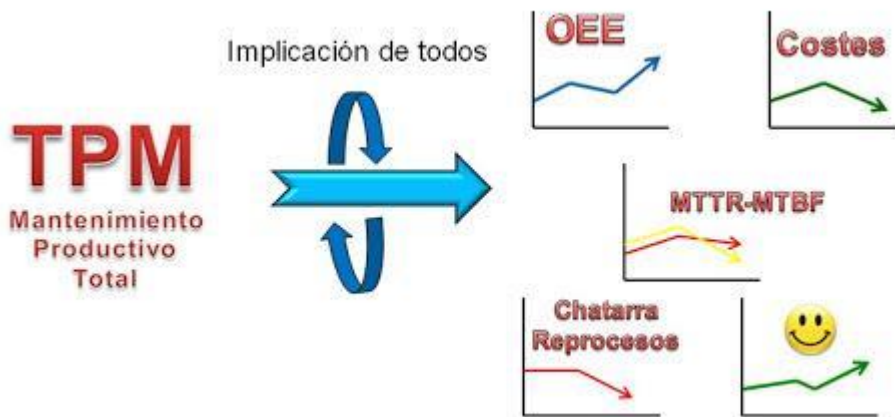 Implicación de todos
TPM
Mantenimiento
Productivo
Total
OEE
Costes
MTTR-MTBF
Chatarra
Reprocesos